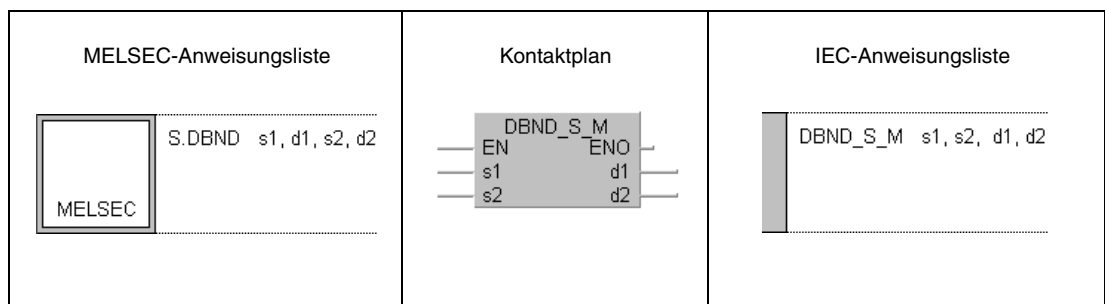 MELSEC-Anweisungsliste
S.DBND s1, d1, s2, d2
MELSEC
Kontaktplan
DBND_S_M
EN ENO
s1 d1
s2 d2
IEC-Anweisungsliste
DBND_S_M s1, s2, d1, d2